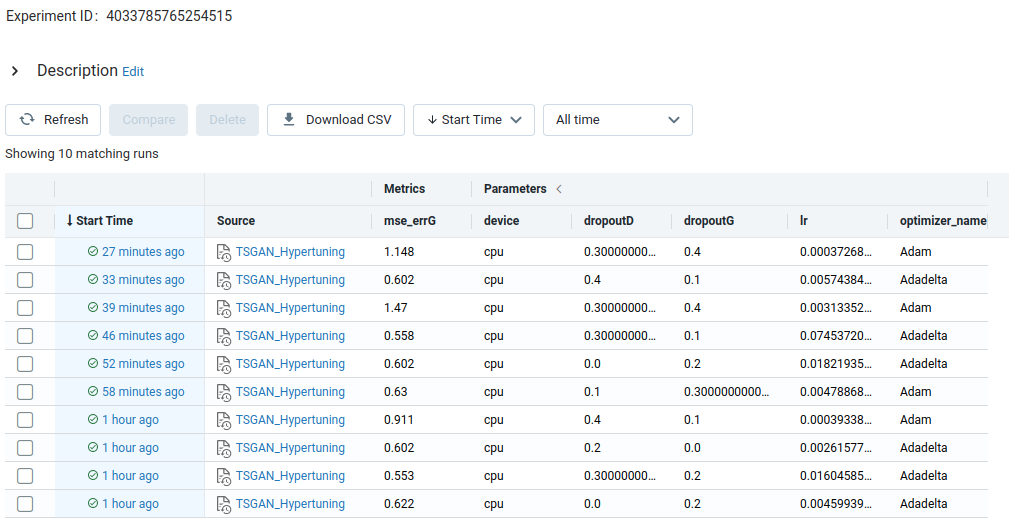 Experiment ID: 4033785765254515
Description Edit
Refresh Compare Delete Download CSV Start Time All time
Showing 10 matching runs
Metrics Parameters
Start Time Source mse_errG device dropoutD dropoutG lr optimizer_name
27 minutes ago TSGAN_Hypertuning 1.148 cpu 0.30000000... 0.4 0.00037268... Adam
33 minutes ago TSGAN_Hypertuning 0.602 cpu 0.4 0.1 0.00574384... Adadelta
39 minutes ago TSGAN_Hypertuning 1.47 cpu 0.30000000... 0.4 0.00313352... Adam
46 minutes ago TSGAN_Hypertuning 0.558 cpu 0.30000000... 0.1 0.07453720... Adadelta
52 minutes ago TSGAN_Hypertuning 0.602 cpu 0.0 0.2 0.01821935... Adadelta
58 minutes ago TSGAN_Hypertuning 0.63 cpu 0.1 0.3000000000... 0.00478868... Adam
1 hour ago TSGAN_Hypertuning 0.911 cpu 0.4 0.1 0.00039338... Adam
1 hour ago TSGAN_Hypertuning 0.602 cpu 0.2 0.0 0.00261577... Adadelta
1 hour ago TSGAN_Hypertuning 0.553 cpu 0.30000000... 0.2 0.01604585... Adadelta
1 hour ago TSGAN_Hypertuning 0.622 cpu 0.0 0.2 0.00459939... Adadelta